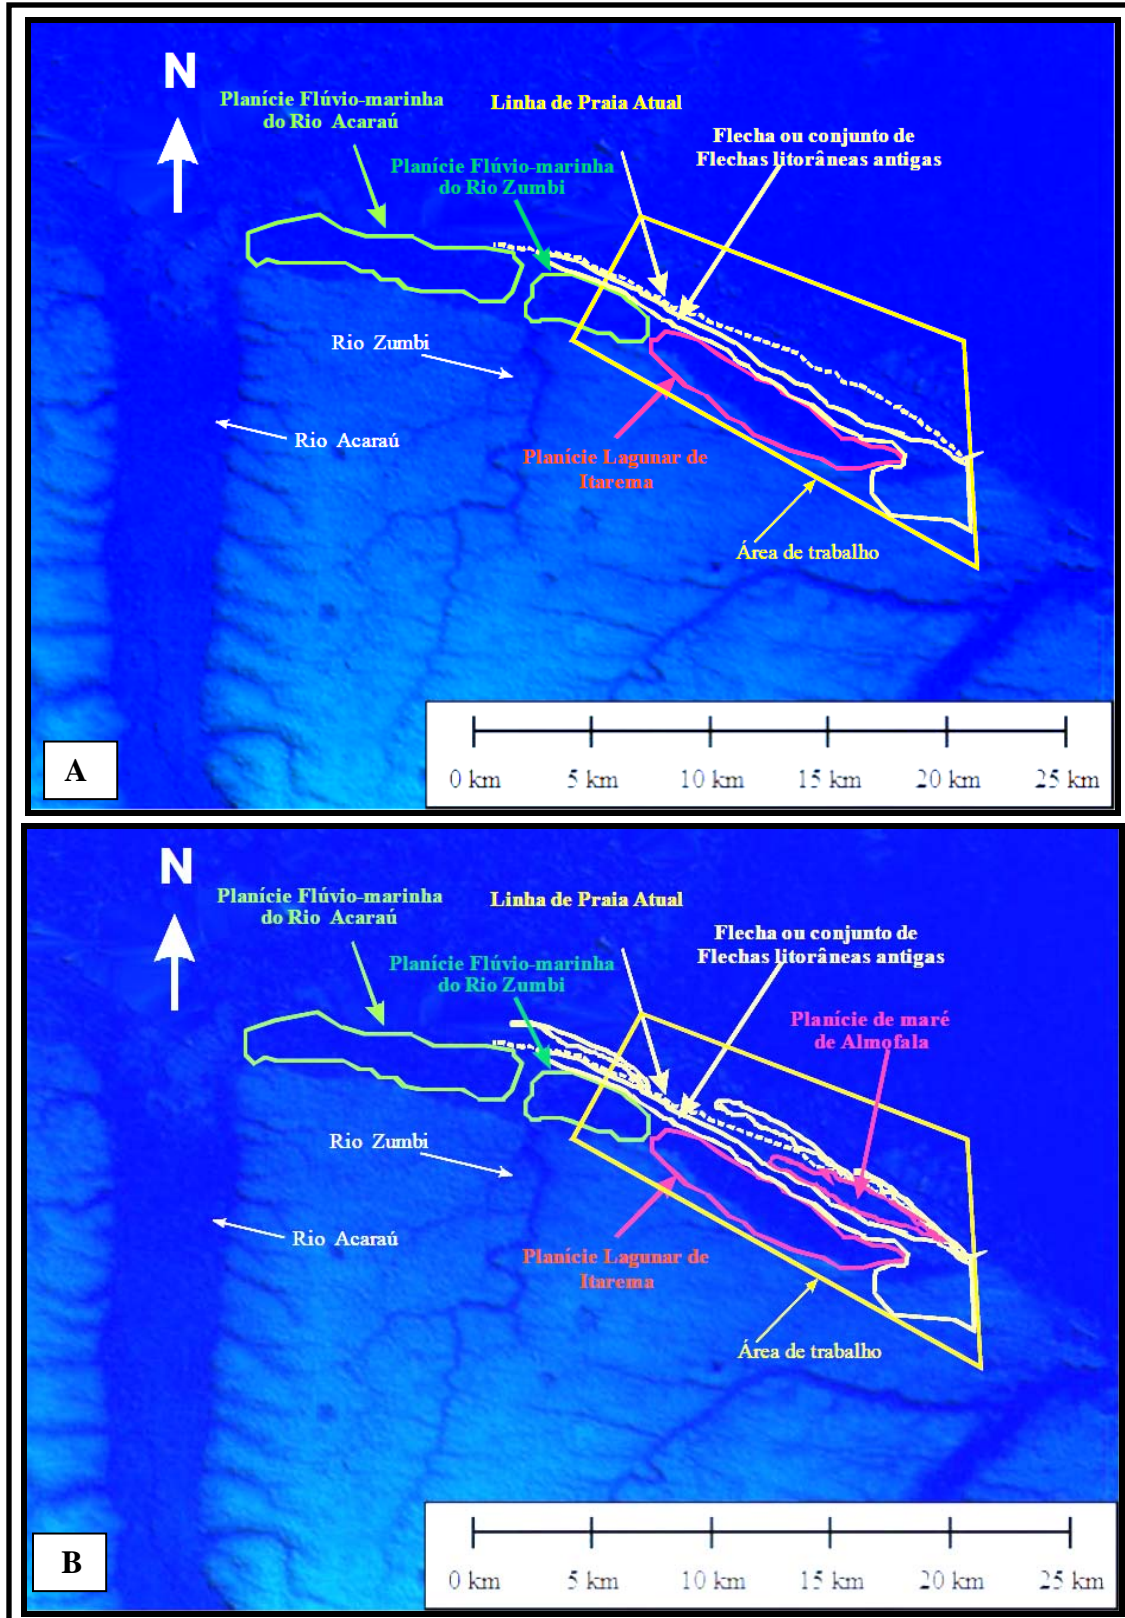 N
Planície Flúvio-marinha
do Rio Acaraú
Linha de Praia Atual
Flecha ou conjunto de
Flechas litorâneas antigas
Planície Flúvio-marinha
do Rio Zumbi
Rio Zumbi
Rio Acaraú
Planície Lagunar de
Itarema
Área de trabalho
A
0 km 5 km 10 km 15 km 20 km 25 km
N
Planície Flúvio-marinha
do Rio Acaraú
Linha de Praia Atual
Flecha ou conjunto de
Flechas litorâneas antigas
Planície Flúvio-marinha
do Rio Zumbi
Planície de maré
de Almofala
Rio Zumbi
Rio Acaraú
Planície Lagunar de
Itarema
Área de trabalho
B
0 km 5 km 10 km 15 km 20 km 25 km